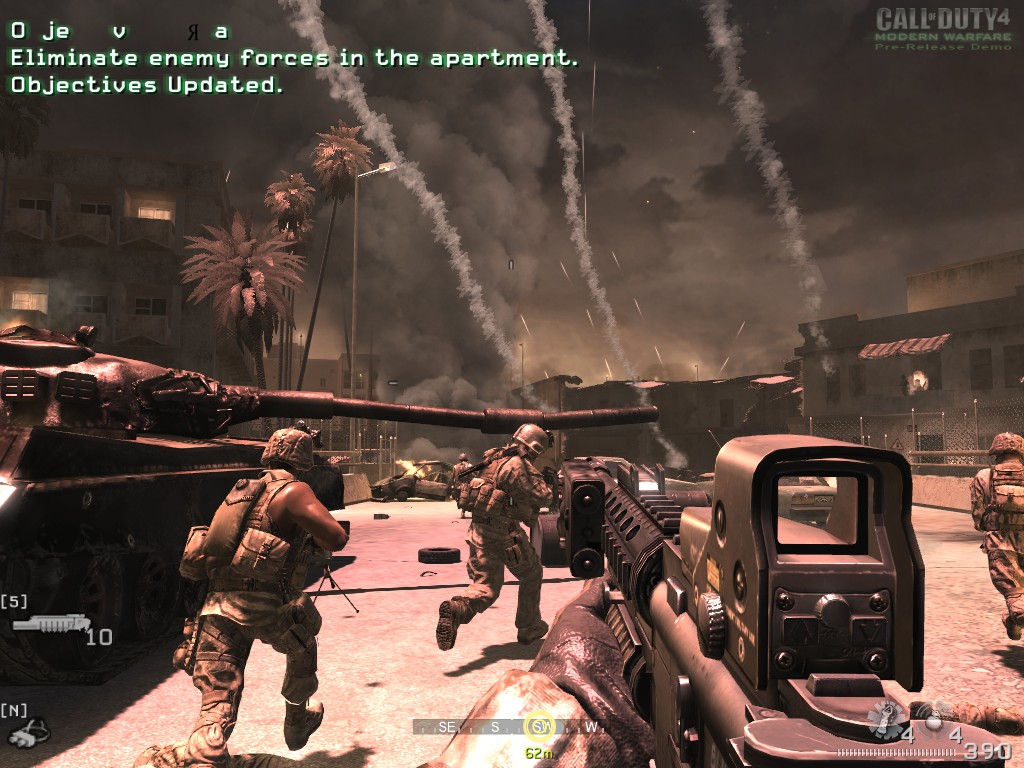 O je v Я a
Eliminate enemy forces in the apartment.
Objectives Updated.
CALL OF DUTY 4
MODERN WARFARE
Pre-Release Demo
[5]
10
[N]
SE S SW W
62m
4 4
390